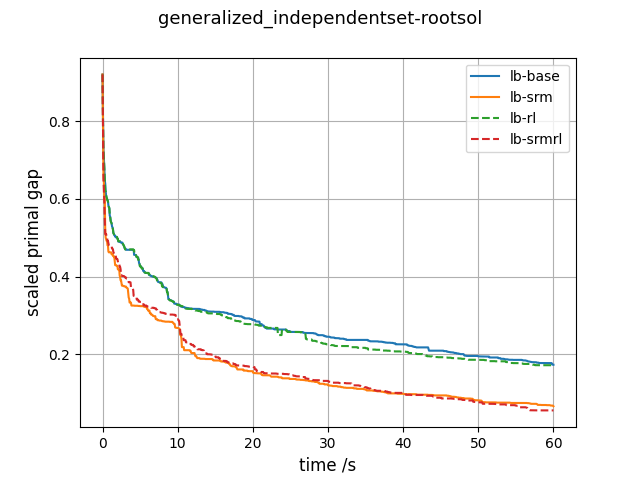 generalized_independentset-rootsol
lb-base
lb-srm
lb-rl
lb-srmrl
scaled primal gap
0.8
0.6
0.4
0.2
0 10 20 30 40 50 60
time /s